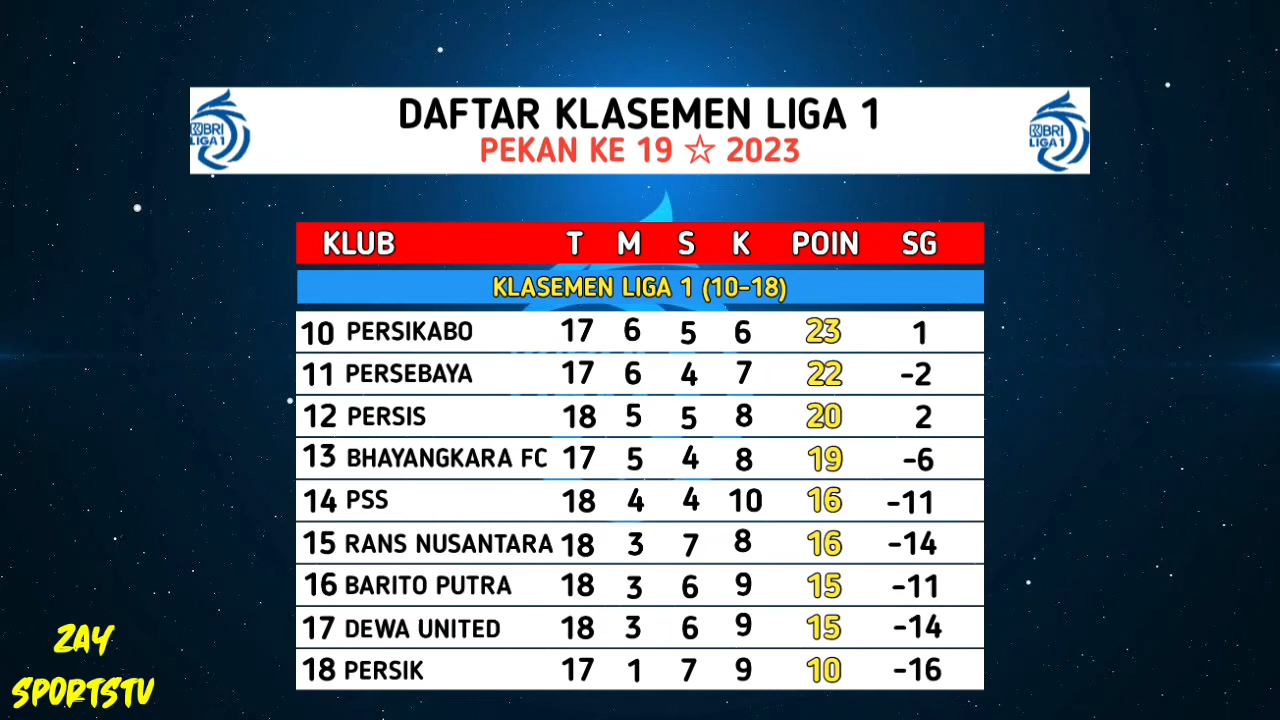 BRI
LIGA 1
DAFTAR KLASEMEN LIGA 1
PEKAN KE 19 ☆ 2023
BRI
LIGA 1
KLUB T M S K POIN SG
KLASEMEN LIGA 1 (10-18)
10 PERSIKABO 17 6 5 6 23 1
11 PERSEBAYA 17 6 4 7 22 -2
12 PERSIS 18 5 5 8 20 2
13 BHAYANGKARA FC 17 5 4 8 19 -6
14 PSS 18 4 4 10 16 -11
15 RANS NUSANTARA 18 3 7 8 16 -14
16 BARITO PUTRA 18 3 6 9 15 -11
17 DEWA UNITED 18 3 6 9 15 -14
18 PERSIK 17 1 7 9 10 -16
ZAY
SPORTSTV